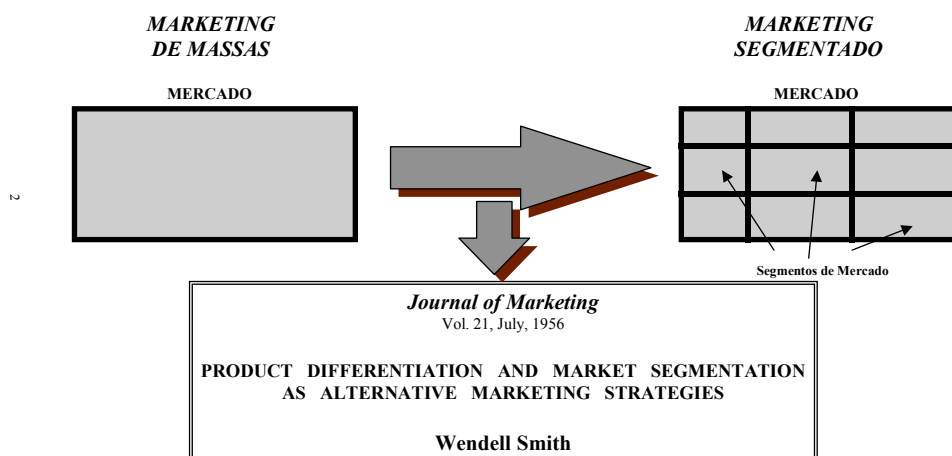 MARKETING
DE MASSAS
MARKETING
SEGMENTADO
MERCADO
MERCADO
2
Segmentos de Mercado
Journal of Marketing
Vol. 21, July, 1956
PRODUCT DIFFERENTIATION AND MARKET SEGMENTATION
AS ALTERNATIVE MARKETING STRATEGIES
Wendell Smith